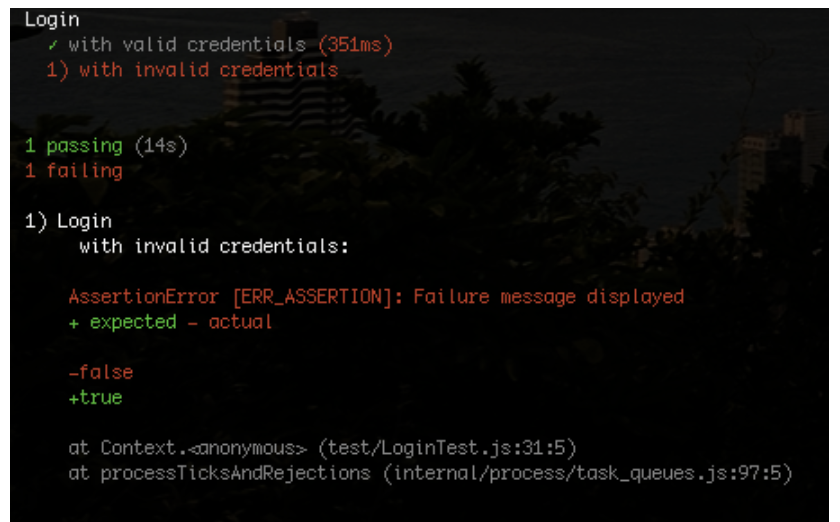 Login
✓ with valid credentials (351ms)
1) with invalid credentials
1 passing (14s)
1 failing
1) Login
with invalid credentials:
AssertionError [ERR_ASSERTION]: Failure message displayed
+ expected - actual
-false
+true
at Context.<anonymous> (test/LoginTest.js:31:5)
at processTicksAndRejections (internal/process/task_queues.js:97:5)